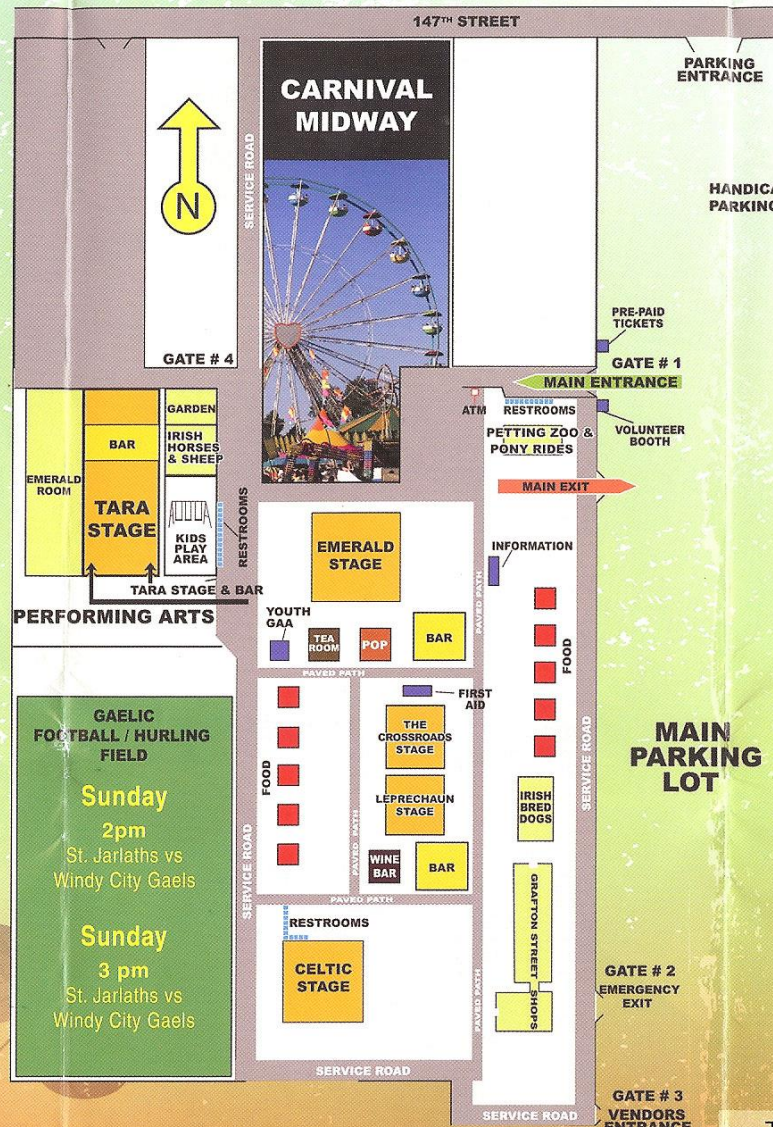 147TH STREET
PARKING
ENTRANCE
CARNIVAL
MIDWAY
N
SERVICE ROAD
PARKING
PRE-PAID
TICKETS
GATE # 4
GATE # 1
MAIN ENTRANCE
ATM
RESTROOMS
VOLUNTEER
BOOTH
PETTING ZOO &
PONY RIDES
MAIN EXIT
GARDEN
BAR
IRISH
HORSES
& SHEEP
EMERALD
ROOM
TARA
STAGE
KIDS
PLAY
AREA
RESTROOMS
TARA STAGE & BAR
PERFORMING ARTS
EMERALD
STAGE
INFORMATION
PAVED PATH
YOUTH
GAA
TEA
ROOM
POP
BAR
FOOD
PAVED PATH
SERVICE ROAD
MAIN
PARKING
LOT
GAELIC
FOOTBALL / HURLING
FIELD
Sunday
2pm
St. Jarlaths vs
Windy City Gaels
Sunday
3 pm
St. Jarlaths vs
Windy City Gaels
SERVICE ROAD
FOOD
PAVED PATH
FIRST
AID
THE
CROSSROADS
STAGE
LEPRECHAUN
STAGE
WINE
BAR
BAR
PAVED PATH
IRISH
BRED
DOGS
GRAFTON STREET
SHOPS
RESTROOMS
CELTIC
STAGE
PAVED PATH
GATE # 2
EMERGENCY
EXIT
SERVICE ROAD
SERVICE ROAD
GATE # 3
VENDORS
ENTRANCE